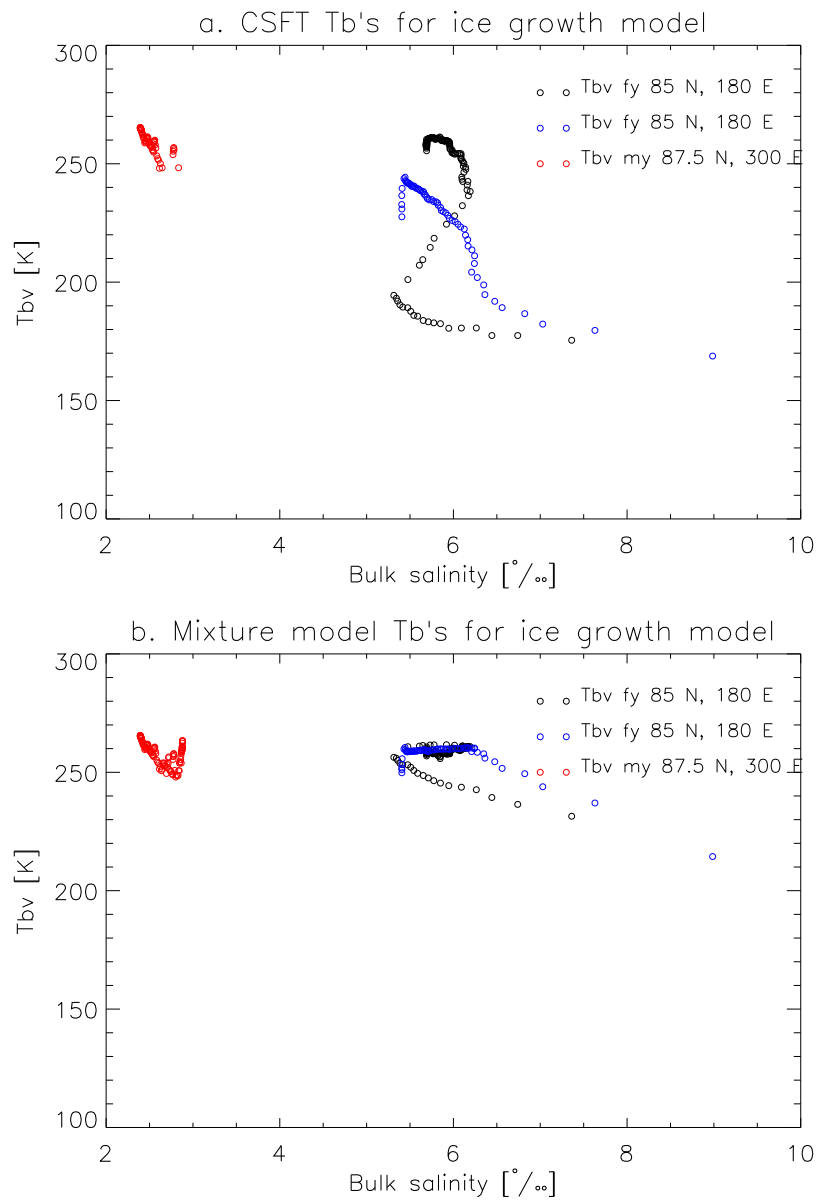 a. CSFT Tb's for ice growth model
300
250
200
150
100
Tbv [K]
Tbv fy 85 N, 180 E
Tbv fy 85 N, 180 E
Tbv my 87.5 N, 300 E
2 4 6 8 10
Bulk salinity [°/∘∘]
b. Mixture model Tb's for ice growth model
300
250
200
150
100
Tbv [K]
Tbv fy 85 N, 180 E
Tbv fy 85 N, 180 E
Tbv my 87.5 N, 300 E
2 4 6 8 10
Bulk salinity [°/∘∘]